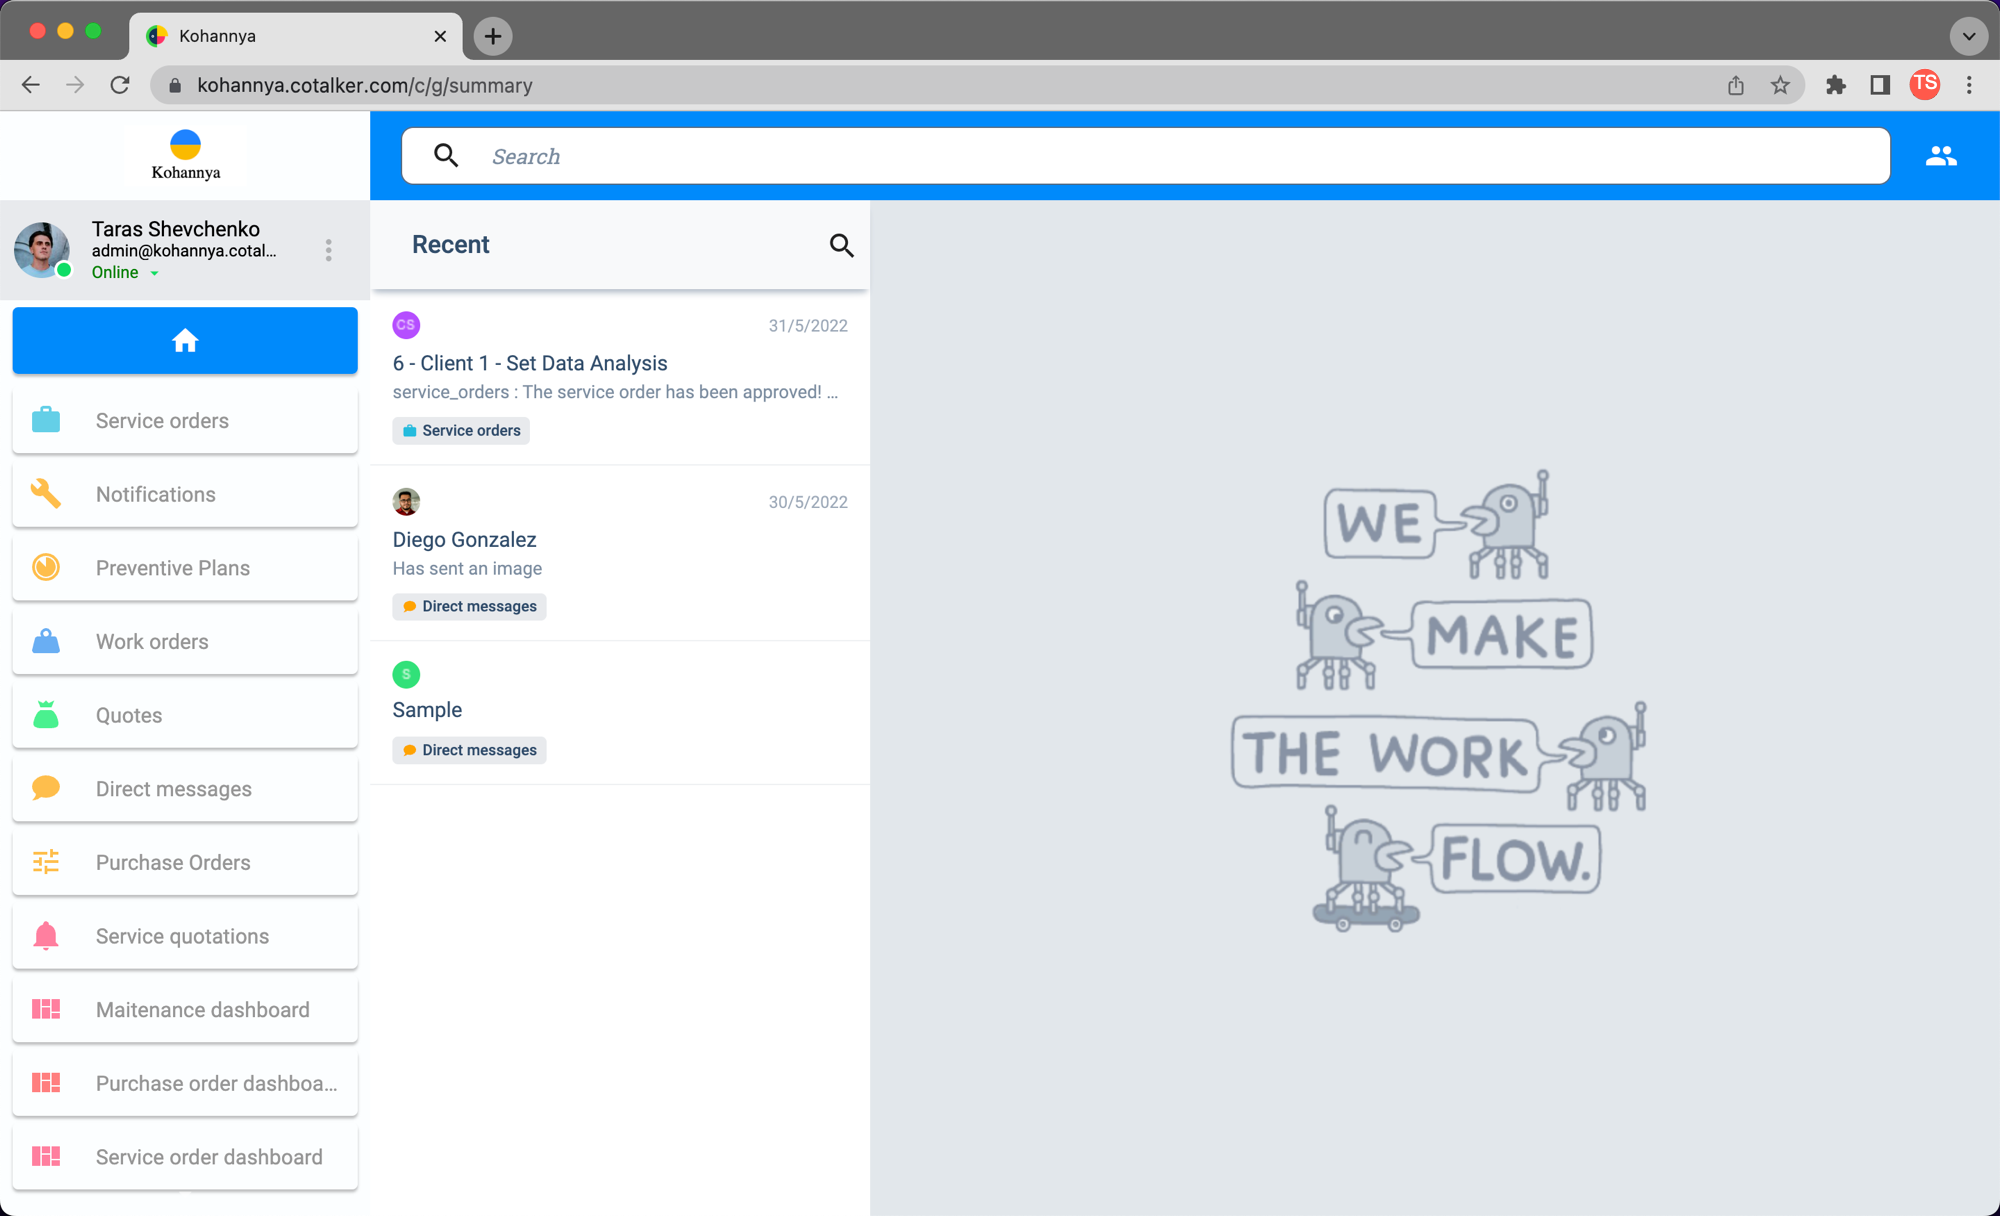 Kohannya
kohannya.cotalker.com/c/g/summary
TS
Kohannya
Search
Taras Shevchenko
admin@kohannya.cotal...
Online
Service orders
Notifications
Preventive Plans
Work orders
Quotes
Direct messages
Purchase Orders
Service quotations
Maitenance dashboard
Purchase order dashboa...
Service order dashboard
Recent
CS
31/5/2022
6 - Client 1 - Set Data Analysis
service_orders : The service order has been approved! ...
Service orders
30/5/2022
Diego Gonzalez
Has sent an image
Direct messages
S
Sample
Direct messages
WE
MAKE
THE WORK
FLOW.